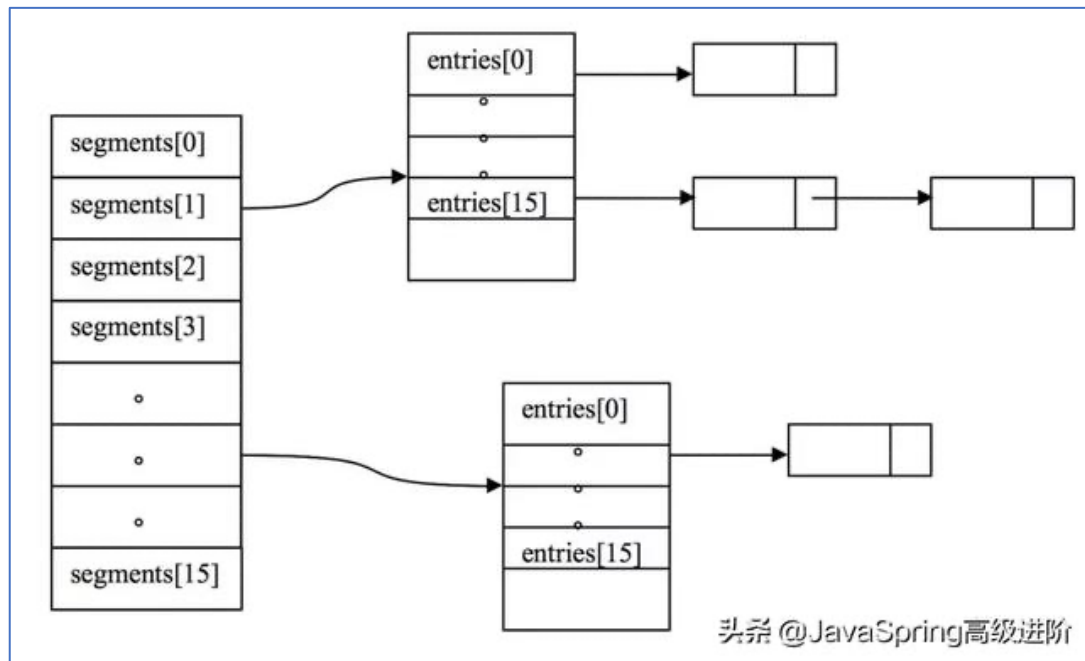 segments[0]
segments[1]
segments[2]
segments[3]
segments[15]
entries[0]
entries[15]
entries[0]
entries[15]
头条 @JavaSpring高级进阶